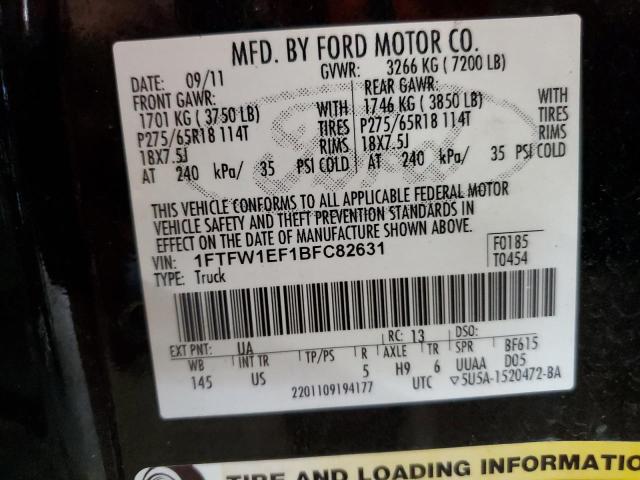 MFD. BY FORD MOTOR CO.
DATE: 09/11 GVWR: 3266 KG ( 7200 LB)
FRONT GAWR: REAR GAWR:
1701 KG ( 3750 LB) WITH 1746 KG ( 3850 LB) WITH
P275/65R18 114T TIRES P275/65R18 114T TIRES
18X7.5J RIMS 18X7.5J RIMS
AT 240 kPa/ 35 PSI COLD AT 240 kPa/ 35 PSI COLD
Ford
THIS VEHICLE CONFORMS TO ALL APPLICABLE FEDERAL MOTOR
VEHICLE SAFETY AND THEFT PREVENTION STANDARDS IN
EFFECT ON THE DATE OF MANUFACTURE SHOWN ABOVE.
VIN: 1FTFW1EF1BFC82631 F0185
TYPE: Truck T0454
EXT PNT: UA RC: 13 DSO:
WB INT TR TP/PS R AXLE TR SPR BF615
145 US 5 H9 6 UUAA D05
2201109194177 UTC ▽5U5A-1520472-BA
TIRE AND LOADING INFORMATION